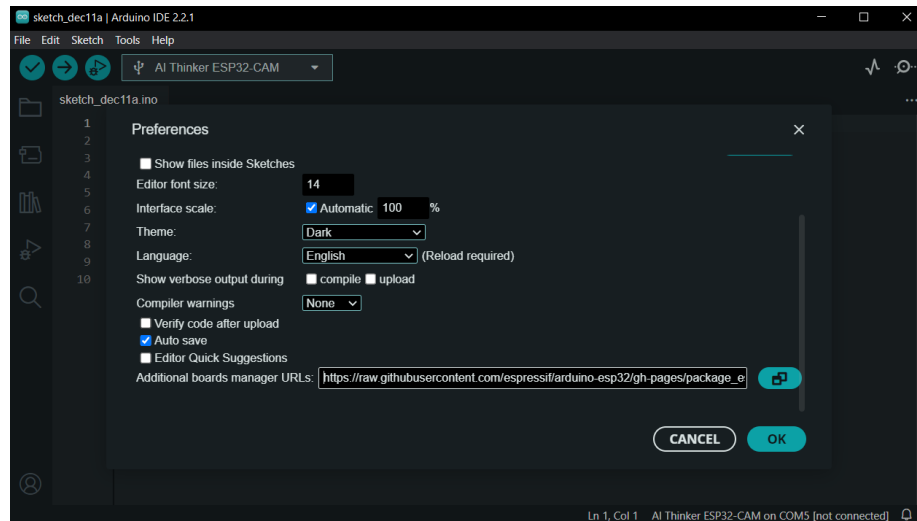 sketch_dec11a | Arduino IDE 2.2.1
File Edit Sketch Tools Help
AI Thinker ESP32-CAM
sketch_dec11a.ino
1
2
3
4
5
6
7
8
9
10
Preferences
Show files inside Sketches
Editor font size: 14
Interface scale: Automatic 100 %
Theme: Dark
Language: English (Reload required)
Show verbose output during compile upload
Compiler warnings None
Verify code after upload
Auto save
Editor Quick Suggestions
Additional boards manager URLs: https://raw.githubusercontent.com/espressif/arduino-esp32/gh-pages/package_e
CANCEL OK
Ln 1, Col 1 AI Thinker ESP32-CAM on COM5 [not connected]